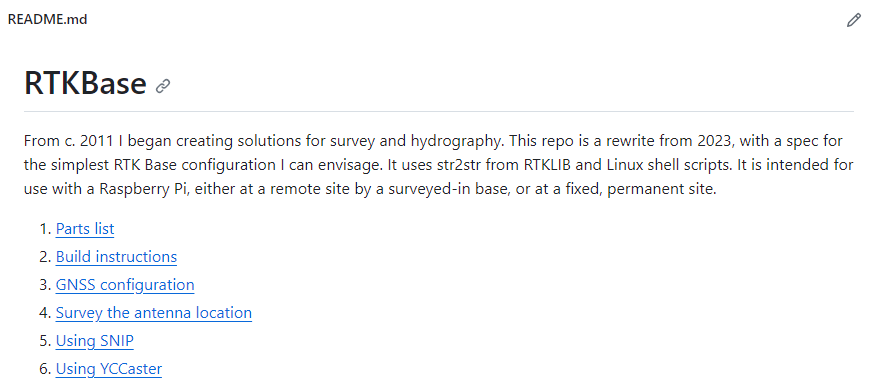 README.md
RTKBase
From c. 2011 I began creating solutions for survey and hydrography. This repo is a rewrite from 2023, with a spec for
the simplest RTK Base configuration I can envisage. It uses str2str from RTKLIB and Linux shell scripts. It is intended for
use with a Raspberry Pi, either at a remote site by a surveyed-in base, or at a fixed, permanent site.
1. Parts list
2. Build instructions
3. GNSS configuration
4. Survey the antenna location
5. Using SNIP
6. Using YCCaster